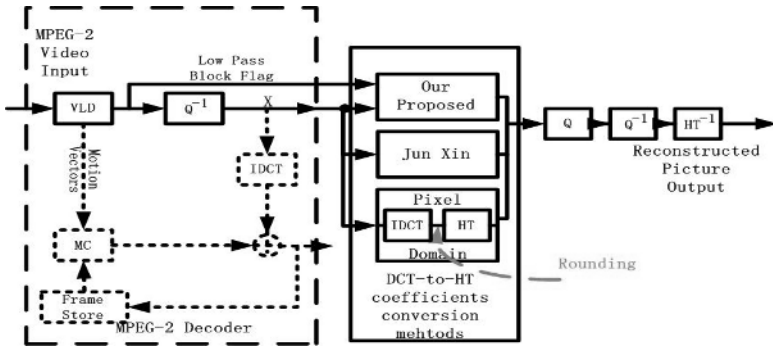 MPEG-2
Video
Input
Low Pass
Block Flag
VLD
Q⁻¹
X
IDCT
Motion
Vectors
MC
Frame
Store
MPEG-2 Decoder
Our
Proposed
Jun Xin
Pixel
IDCT
HT
Domain
DCT-to-HT
coefficients
conversion
mehtods
Rounding
Q
Q⁻¹
HT⁻¹
Reconstructed
Picture
Output